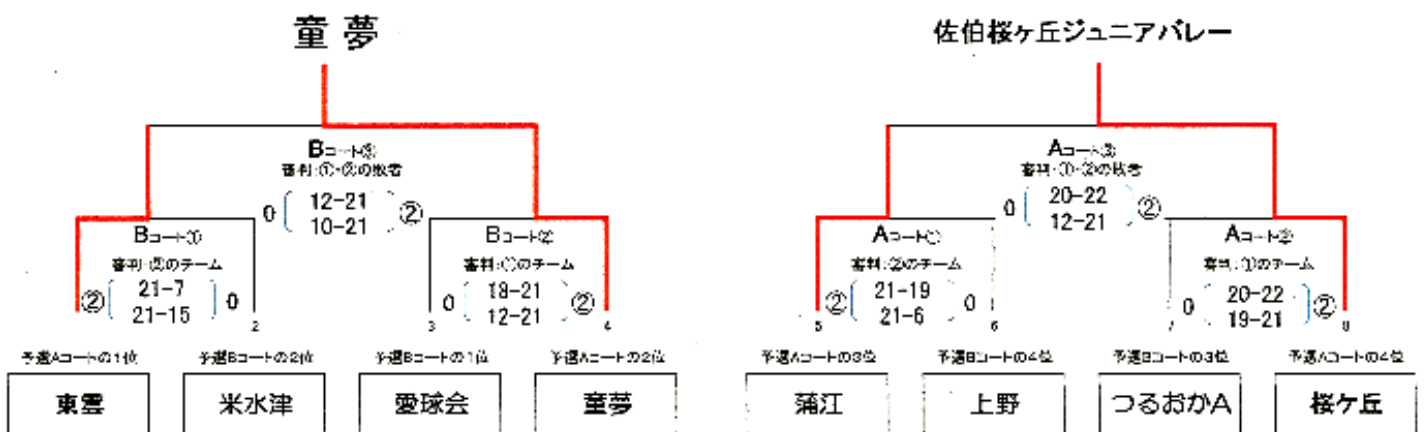 童夢
佐伯桜ヶ丘ジュニアバレー
Bコート③
審判:①・②の敗者
0 12-21 ②
10-21
Aコート③
審判:①・②の敗者
0 20-22 ②
12-21
Bコート①
審判:②のチーム
② 21-7 0
21-15
Bコート②
審判:①のチーム
0 18-21 ②
12-21
Aコート①
審判:②のチーム
② 21-19 0
21-6
Aコート②
審判:①のチーム
0 20-22 ②
19-21
2 3 4 5 6 7 8
予選Aコートの1位 予選Bコートの2位 予選Bコートの1位 予選Aコートの2位 予選Aコートの3位 予選Bコートの4位 予選Bコートの3位 予選Aコートの4位
東雲 米水津 愛球会 童夢 蒲江 上野 つるおかA 桜ケ丘